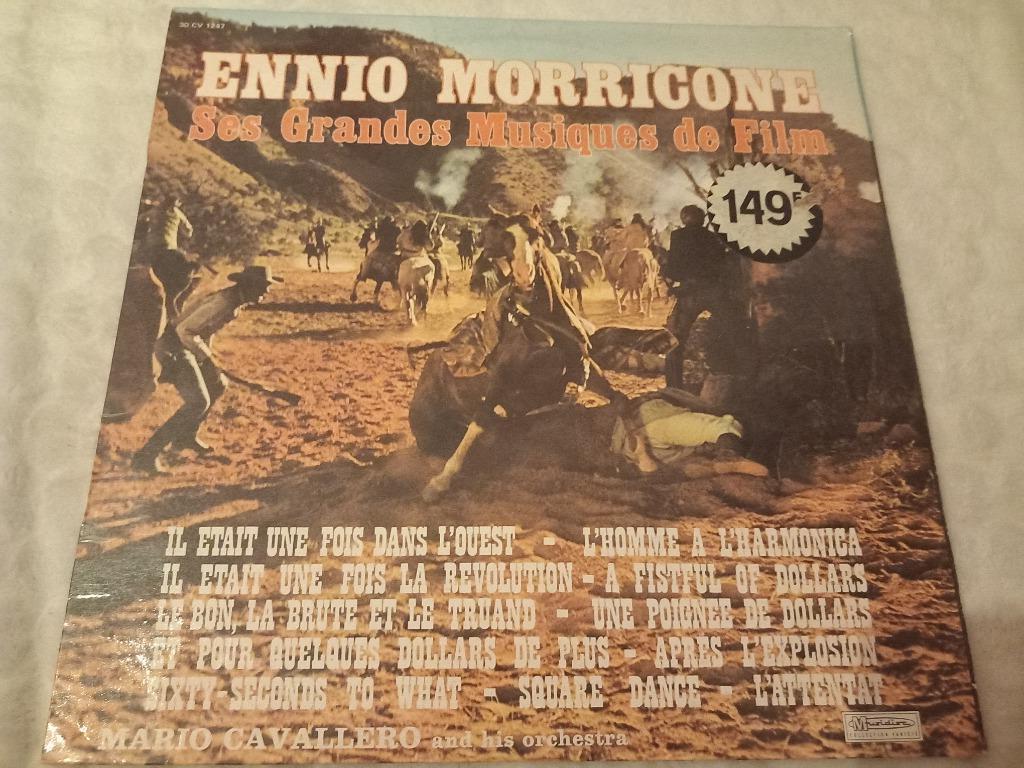 30 CV 1247
ENNIO MORRICONE
Ses Grandes Musiques de Film
149F
IL ETAIT UNE FOIS DANS L'OUEST - L'HOMME A L'HARMONICA
IL ETAIT UNE FOIS LA REVOLUTION - A FISTFUL OF DOLLARS
LE BON, LA BRUTE ET LE TRUAND - UNE POIGNEE DE DOLLARS
ET POUR QUELQUES DOLLARS DE PLUS - APRES L'EXPLOSION
SIXTY-SECONDS TO WHAT - SQUARE DANCE - L'ATTENTAT
MARIO CAVALLERO and his orchestra
Musidisc
COLLECTION VARIETE